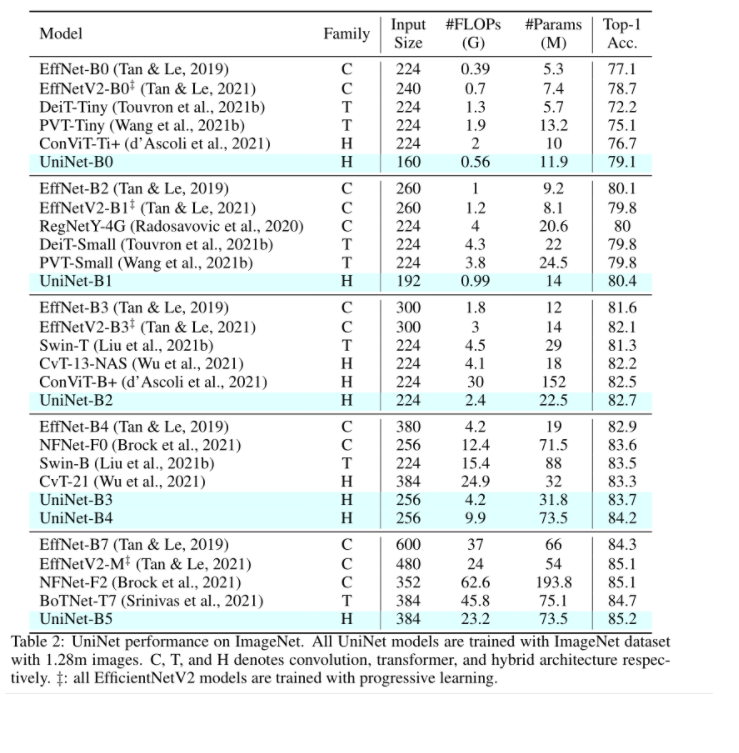 Model Family Input Size #FLOPs (G) #Params (M) Top-1 Acc.
EffNet-B0 (Tan & Le, 2019) C 224 0.39 5.3 77.1
EffNetV2-B0‡ (Tan & Le, 2021) C 240 0.7 7.4 78.7
DeiT-Tiny (Touvron et al., 2021b) T 224 1.3 5.7 72.2
PVT-Tiny (Wang et al., 2021b) T 224 1.9 13.2 75.1
ConViT-Ti+ (d'Ascoli et al., 2021) H 224 2 10 76.7
UniNet-B0 H 160 0.56 11.9 79.1
EffNet-B2 (Tan & Le, 2019) C 260 1 9.2 80.1
EffNetV2-B1‡ (Tan & Le, 2021) C 260 1.2 8.1 79.8
RegNetY-4G (Radosavovic et al., 2020) C 224 4 20.6 80
DeiT-Small (Touvron et al., 2021b) T 224 4.3 22 79.8
PVT-Small (Wang et al., 2021b) T 224 3.8 24.5 79.8
UniNet-B1 H 192 0.99 14 80.4
EffNet-B3 (Tan & Le, 2019) C 300 1.8 12 81.6
EffNetV2-B3‡ (Tan & Le, 2021) C 300 3 14 82.1
Swin-T (Liu et al., 2021b) T 224 4.5 29 81.3
CvT-13-NAS (Wu et al., 2021) H 224 4.1 18 82.2
ConViT-B+ (d'Ascoli et al., 2021) H 224 30 152 82.5
UniNet-B2 H 224 2.4 22.5 82.7
EffNet-B4 (Tan & Le, 2019) C 380 4.2 19 82.9
NFNet-F0 (Brock et al., 2021) C 256 12.4 71.5 83.6
Swin-B (Liu et al., 2021b) T 224 15.4 88 83.5
CvT-21 (Wu et al., 2021) H 384 24.9 32 83.3
UniNet-B3 H 256 4.2 31.8 83.7
UniNet-B4 H 256 9.9 73.5 84.2
EffNet-B7 (Tan & Le, 2019) C 600 37 66 84.3
EffNetV2-M‡ (Tan & Le, 2021) C 480 24 54 85.1
NFNet-F2 (Brock et al., 2021) C 352 62.6 193.8 85.1
BoTNet-T7 (Srinivas et al., 2021) T 384 45.8 75.1 84.7
UniNet-B5 H 384 23.2 73.5 85.2
Table 2: UniNet performance on ImageNet. All UniNet models are trained with ImageNet dataset
with 1.28m images. C, T, and H denotes convolution, transformer, and hybrid architecture respec-
tively. ‡: all EfficientNetV2 models are trained with progressive learning.